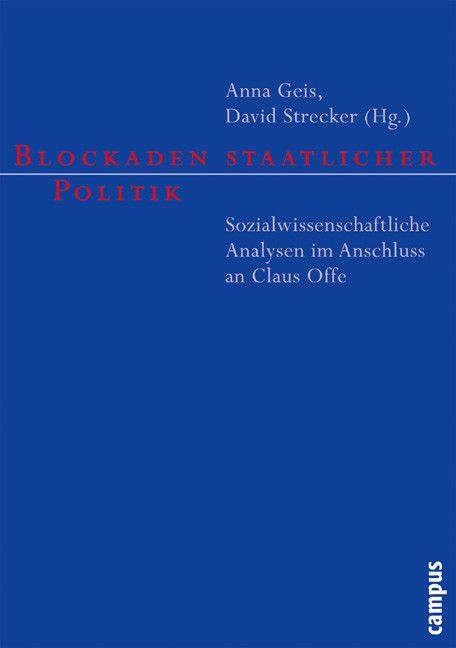 Anna Geis,
David Strecker (Hg.)
Blockaden staatlicher
Politik
Sozialwissenschaftliche
Analysen im Anschluss
an Claus Offe
campus